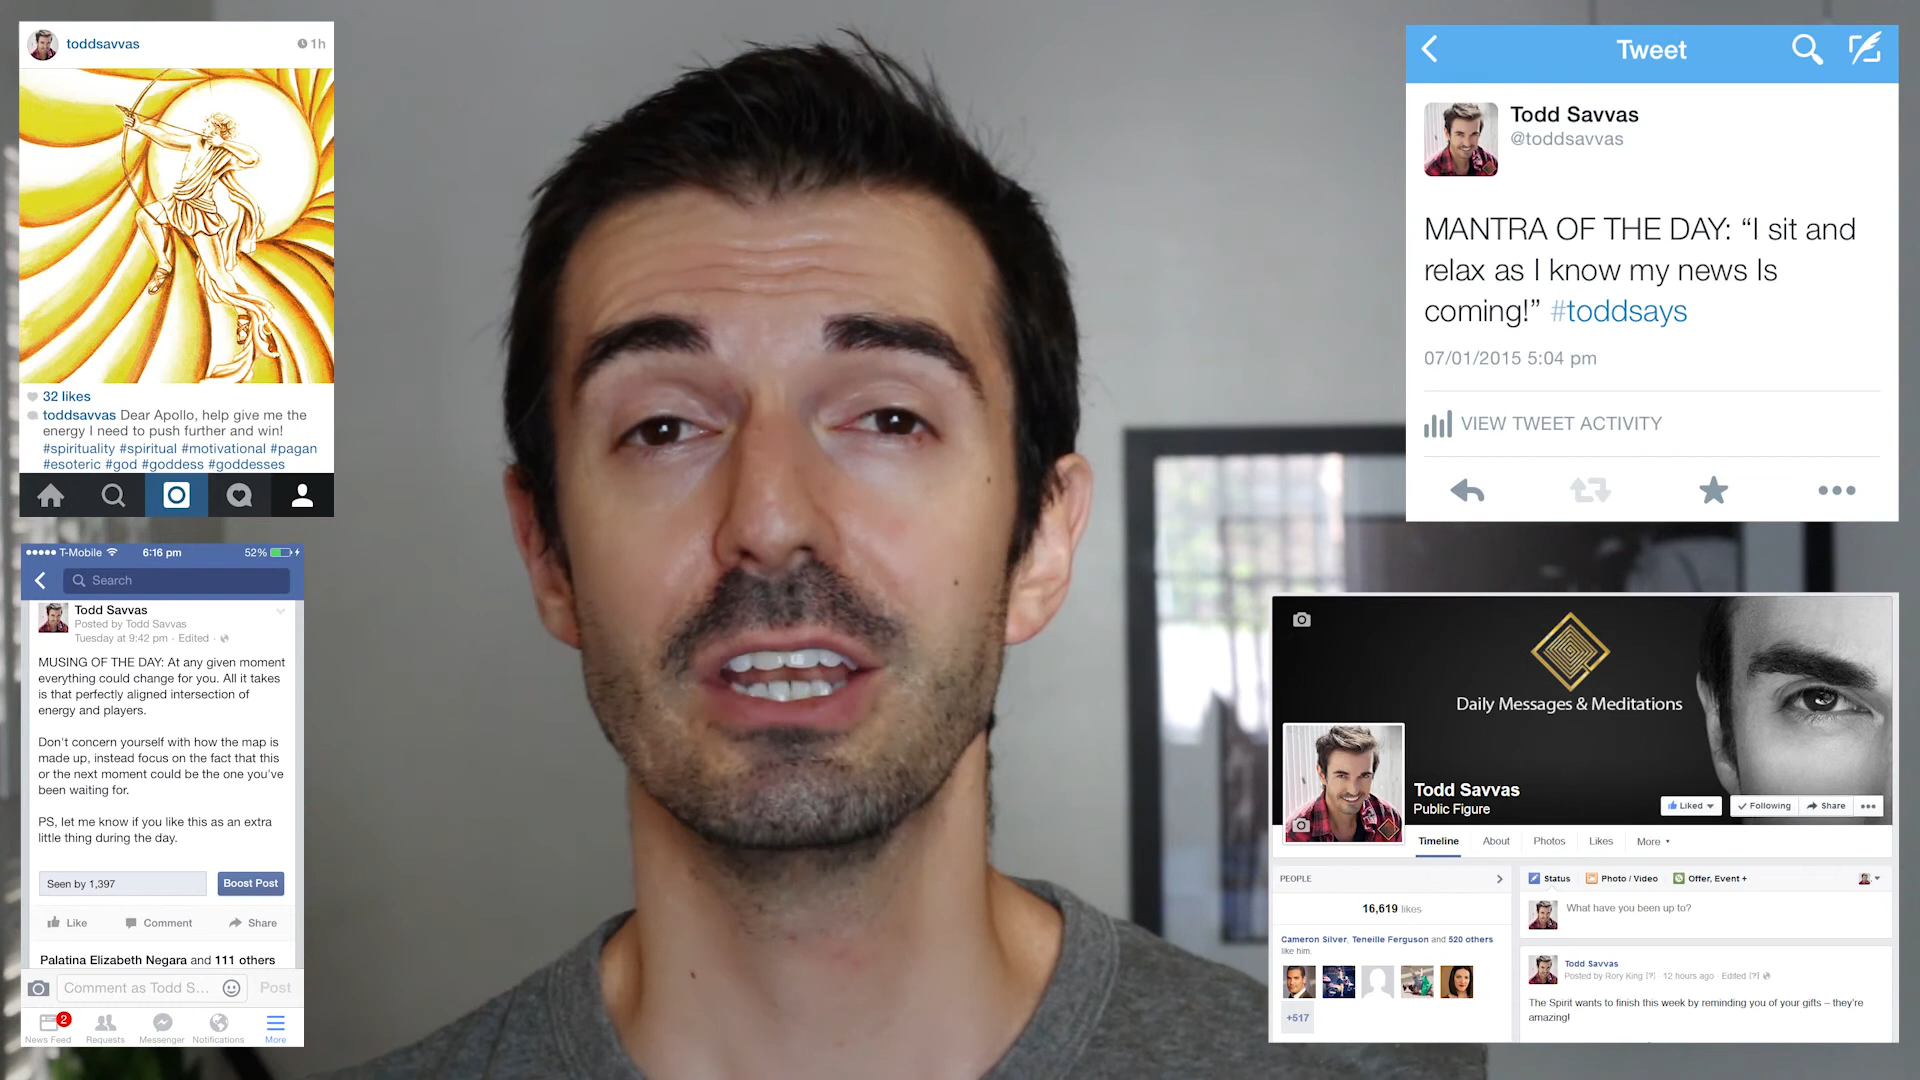 toddsavvas
1h
32 likes
toddsavvas Dear Apollo, help give me the
energy I need to push further and win!
#spirituality #spiritual #motivational #pagan
#esoteric #god #goddess #goddesses
T-Mobile 6:16 pm 52%
Search
Todd Savvas
Posted by Todd Savvas
Tuesday at 9:42 pm · Edited ·
MUSING OF THE DAY: At any given moment
everything could change for you. All it takes
is that perfectly aligned intersection of
energy and players.
Don't concern yourself with how the map is
made up, instead focus on the fact that this
or the next moment could be the one you've
been waiting for.
PS, let me know if you like this as an extra
little thing during the day.
Seen by 1,397
Boost Post
Like Comment Share
Palatina Elizabeth Negara and 111 others
Comment as Todd S... Post
2
News Feed Requests Messenger Notifications More
Tweet
Todd Savvas
@toddsavvas
MANTRA OF THE DAY: “I sit and
relax as I know my news Is
coming!” #toddsays
07/01/2015 5:04 pm
VIEW TWEET ACTIVITY
Daily Messages & Meditations
Todd Savvas
Public Figure
Liked Following Share
Timeline About Photos Likes More
PEOPLE
16,619 likes
Cameron Silver, Teneille Ferguson and 520 others
like him.
+517
Status Photo / Video Offer, Event +
What have you been up to?
Todd Savvas
Posted by Rory King [?] · 12 hours ago · Edited [?] ·
The Spirit wants to finish this week by reminding you of your gifts – they're
amazing!